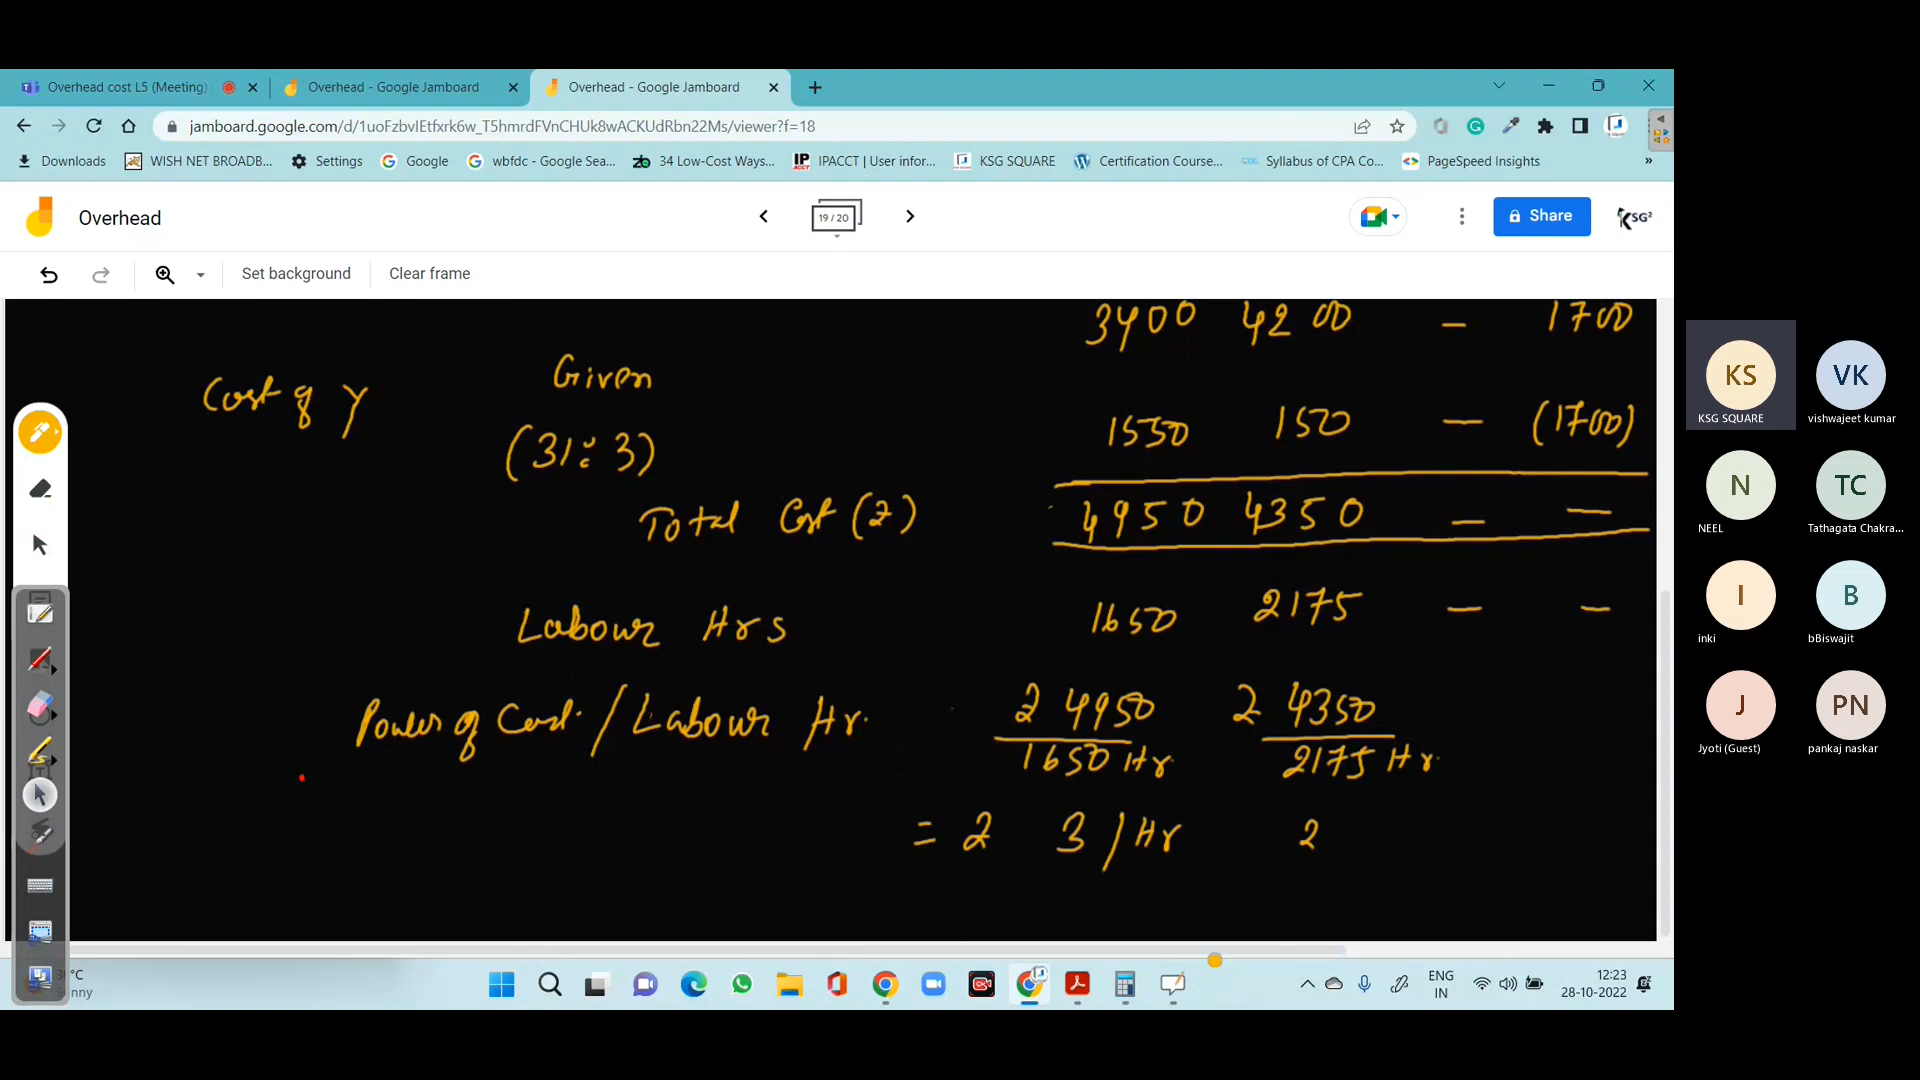 Overhead cost L5 (Meeting)
Overhead - Google Jamboard
Overhead - Google Jamboard
jamboard.google.com/d/1uoFzbvIEtfxrk6w_T5hmrdFVnCHUk8wACKUdRbn22Ms/viewer?f=18
Downloads
WISH NET BROADB...
Settings
Google
wbfdc - Google Sea...
34 Low-Cost Ways...
IPACCT | User infor...
KSG SQUARE
Certification Course...
Syllabus of CPA Co...
PageSpeed Insights
»
Overhead
19 / 20
Share
KSG²
Set background
Clear frame
3400 4200 – 1700
Cost of Y Given
(31:3) 1550 150 – (1700)
Total Cost (2) 4950 4350 – –
Labour Hrs 1650 2175 – –
Power of Cost / Labour Hr. 2 4950 2 4350
1650 Hr. 2175 Hr.
= 2 3 / Hr 2
KS
KSG SQUARE
VK
vishwajeet kumar
N
NEEL
TC
Tathagata Chakra...
I
inki
B
bBiswajit
J
Jyoti (Guest)
PN
pankaj naskar
ENG
IN
12:23
28-10-2022